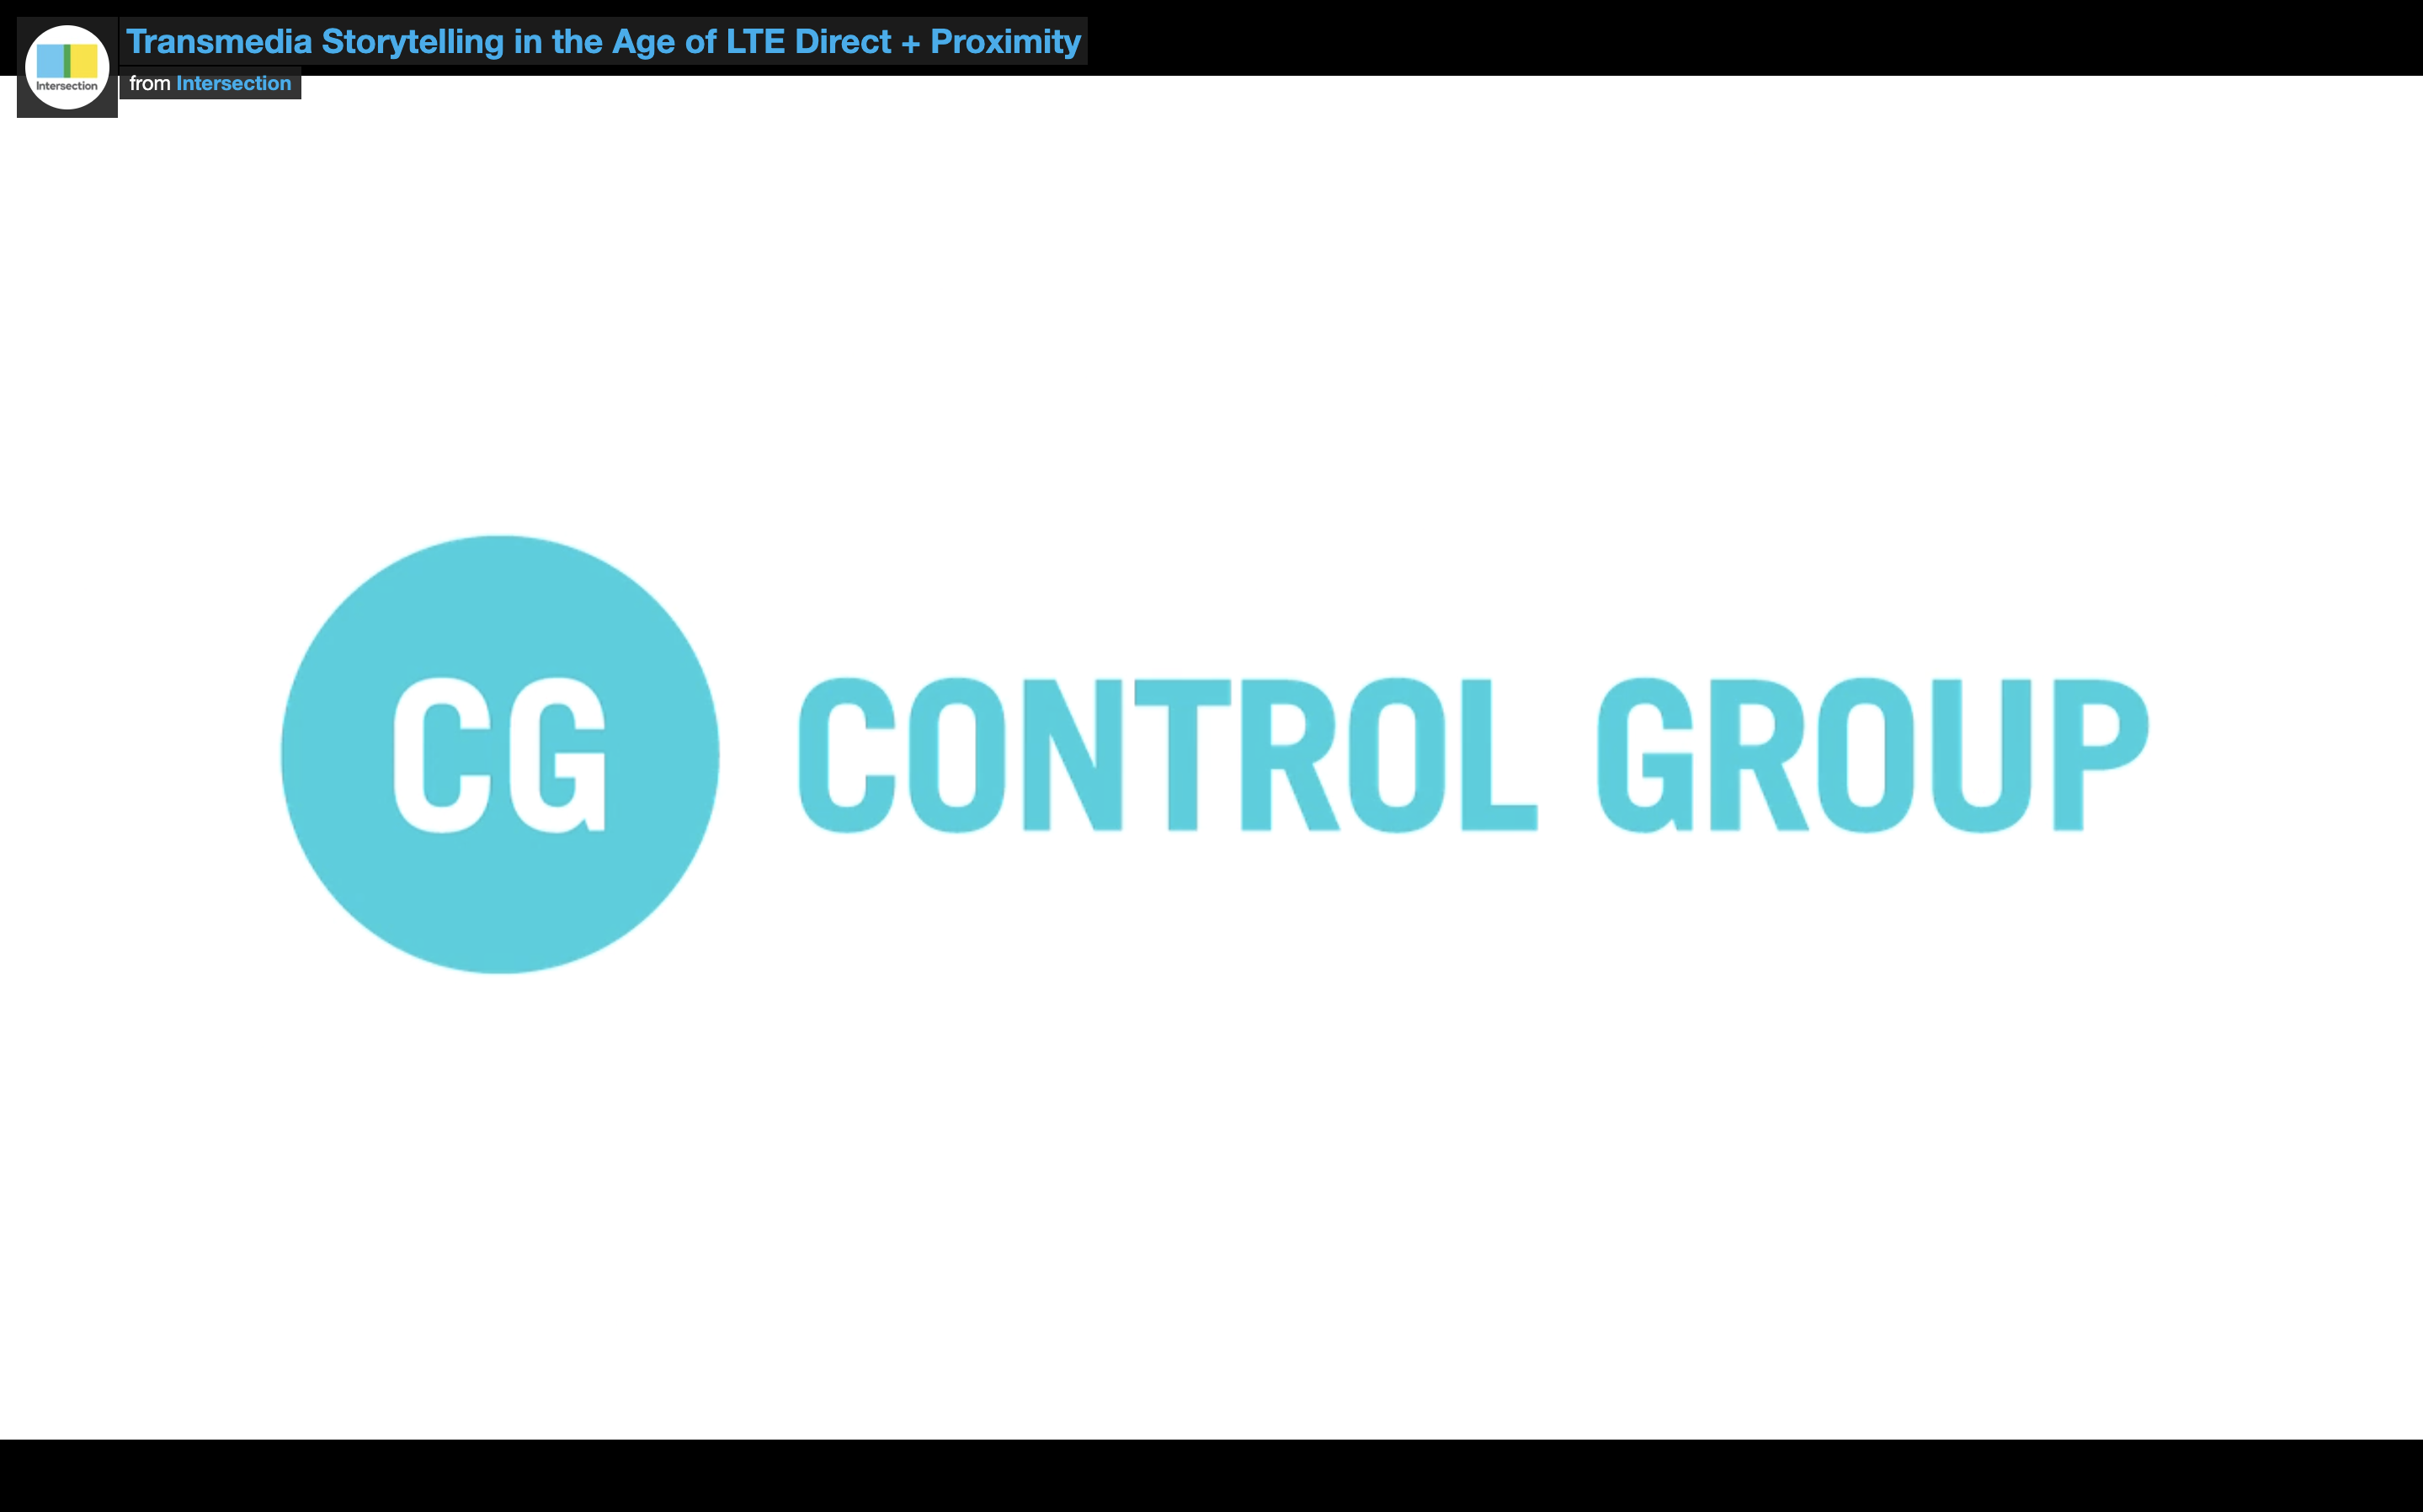 Transmedia Storytelling in the Age of LTE Direct + Proximity
Intersection
from Intersection
CG CONTROL GROUP